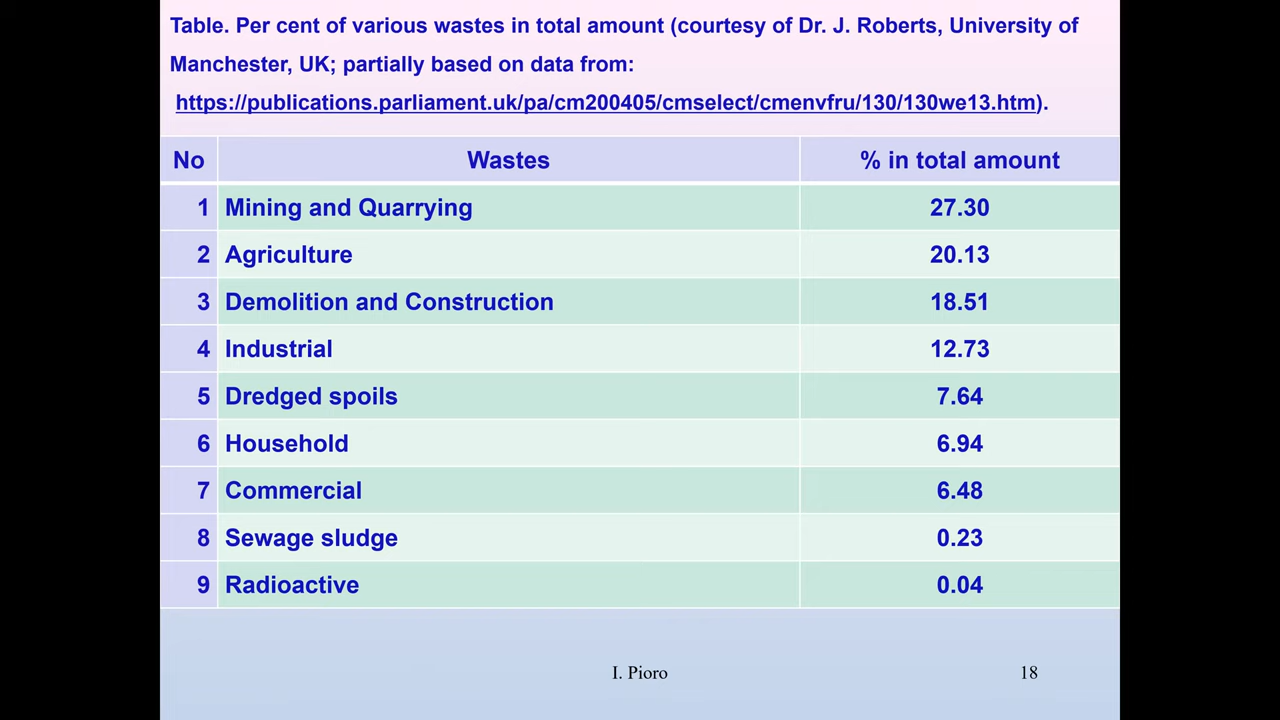 Table. Per cent of various wastes in total amount (courtesy of Dr. J. Roberts, University of
Manchester, UK; partially based on data from:
https://publications.parliament.uk/pa/cm200405/cmselect/cmenvfru/130/130we13.htm).
No Wastes % in total amount
1 Mining and Quarrying 27.30
2 Agriculture 20.13
3 Demolition and Construction 18.51
4 Industrial 12.73
5 Dredged spoils 7.64
6 Household 6.94
7 Commercial 6.48
8 Sewage sludge 0.23
9 Radioactive 0.04
I. Pioro 18